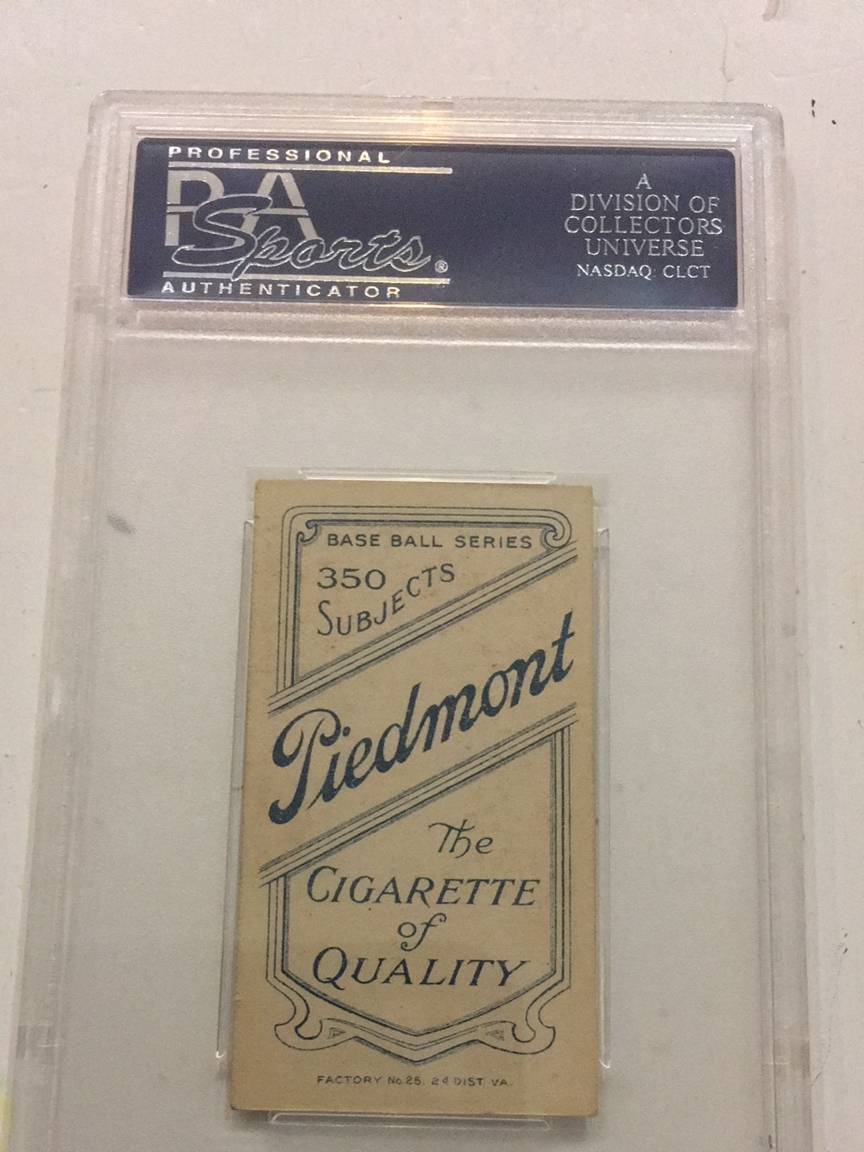 PROFESSIONAL
PSA
Sports®
AUTHENTICATOR
A
DIVISION OF
COLLECTORS
UNIVERSE
NASDAQ: CLCT
BASE BALL SERIES
350
SUBJECTS
Piedmont
The
CIGARETTE
of
QUALITY
FACTORY No. 25. 2d DIST. VA.